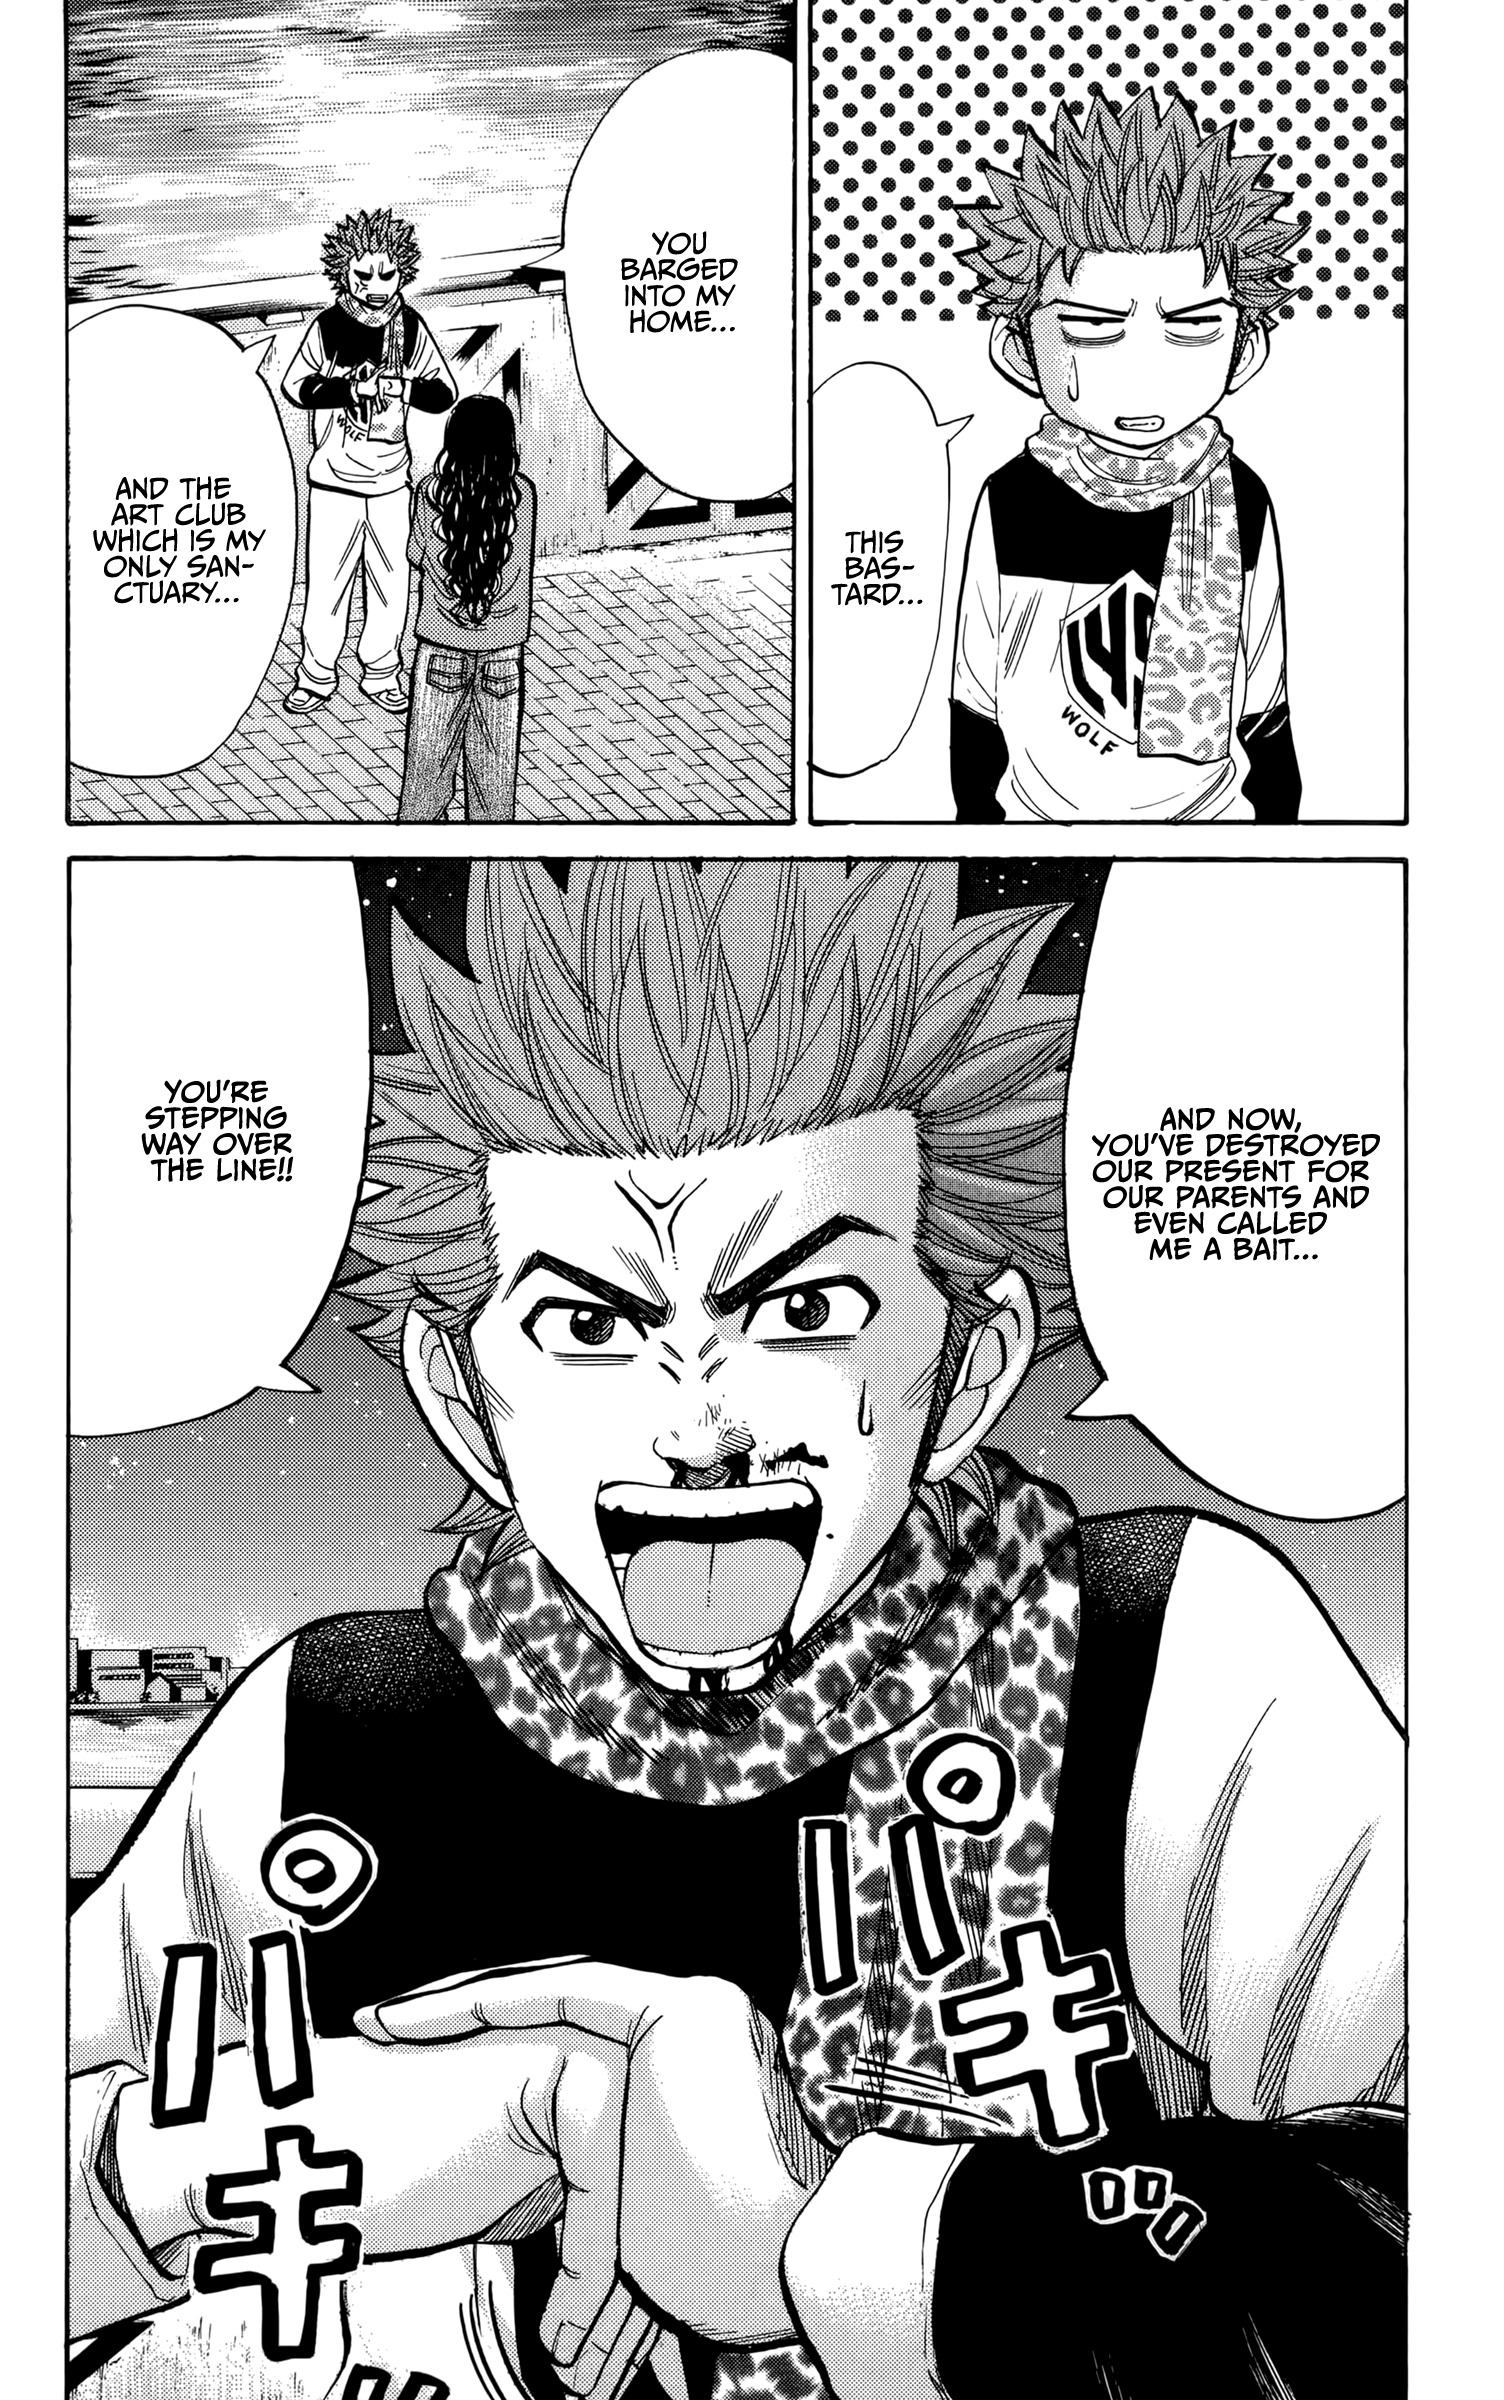 THIS
BAS-
TARD...
WOLF
YOU
BARGED
INTO MY
HOME...
AND THE
ART CLUB
WHICH IS MY
ONLY SAN-
CTUARY...
WOLF
AND NOW,
YOU'VE DESTROYED
OUR PRESENT FOR
OUR PARENTS AND
EVEN CALLED
ME A BAIT...
YOU'RE
STEPPING
WAY OVER
THE LINE!!
パキ
パキ